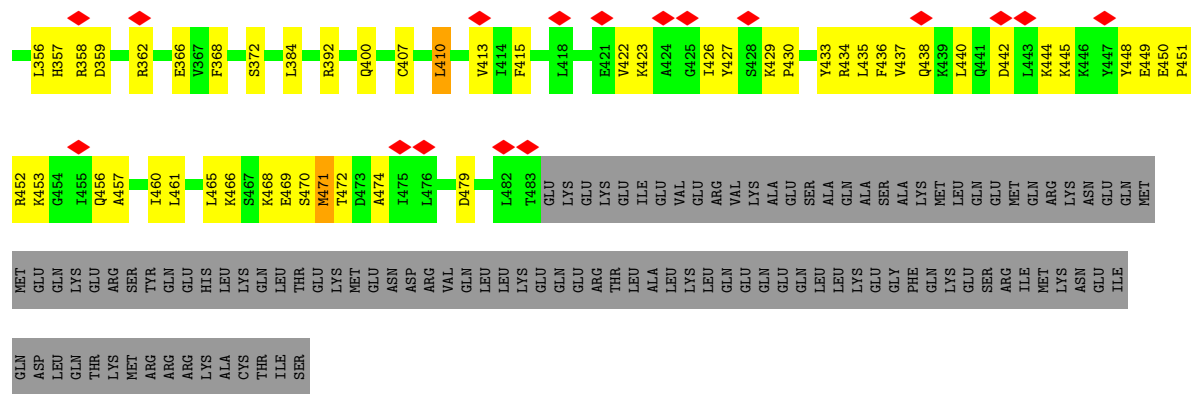 L356 H357 R358 D359 R362 E366 V367 F368 S372 L384 R392 Q400 C407 L410 V413 I414 F415 L418 E421 V422 K423 A424 G425 I426 Y427 S428 K429 P430 Y433 R434 L435 F436 V437 Q438 K439 L440 Q441 D442 L443 K444 K445 K446 Y447 Y448 E449 E450 P451
R452 K453 G454 I455 Q456 A457 I460 L461 L465 K466 S467 K468 E469 S470 M471 T472 D473 A474 I475 L476 D479 L482 T483 GLU LYS GLU LYS GLU ILE GLU VAL GLU ARG VAL LYS ALA GLU SER ALA GLN ALA SER ALA LYS MET LEU GLN GLU MET GLN ARG LYS ASN GLU GLN MET
MET GLU GLN LYS GLU ARG SER TYR GLN GLU HIS LEU LYS GLN LEU THR GLU LYS MET GLU ASN ASP ARG VAL GLN LEU LEU LYS GLU GLN GLU ARG THR LEU ALA LEU LYS LEU GLN GLU GLN GLU GLN LEU LEU LYS GLU GLY PHE GLN LYS GLU SER ARG ILE MET LYS ASN GLU ILE
GLN ASP LEU GLN THR LYS MET ARG ARG ARG LYS ALA CYS THR ILE SER